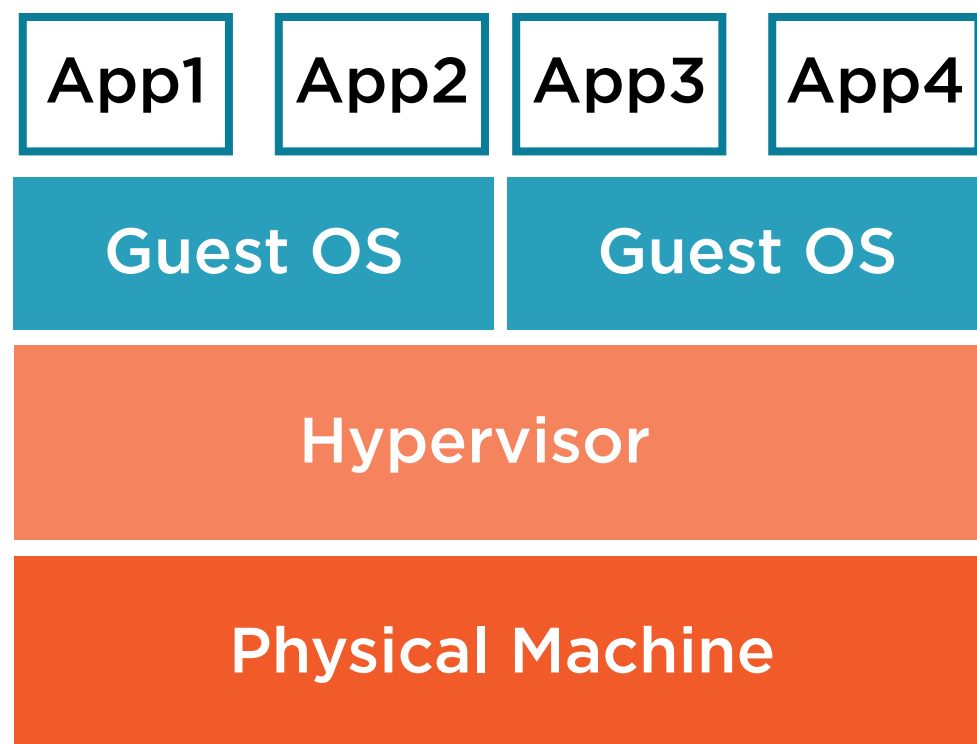 App1 App2 App3 App4
Guest OS Guest OS
Hypervisor
Physical Machine